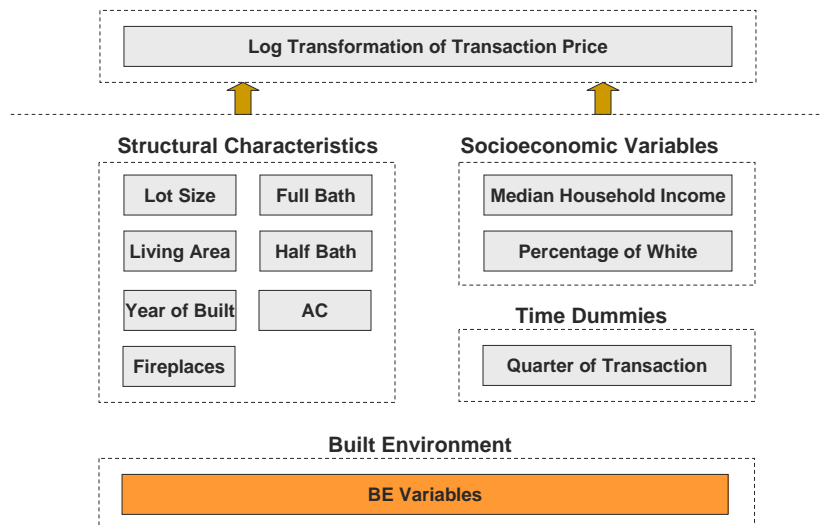 Log Transformation of Transaction Price
Structural Characteristics
Lot Size
Full Bath
Living Area
Half Bath
Year of Built
AC
Fireplaces
Socioeconomic Variables
Median Household Income
Percentage of White
Time Dummies
Quarter of Transaction
Built Environment
BE Variables